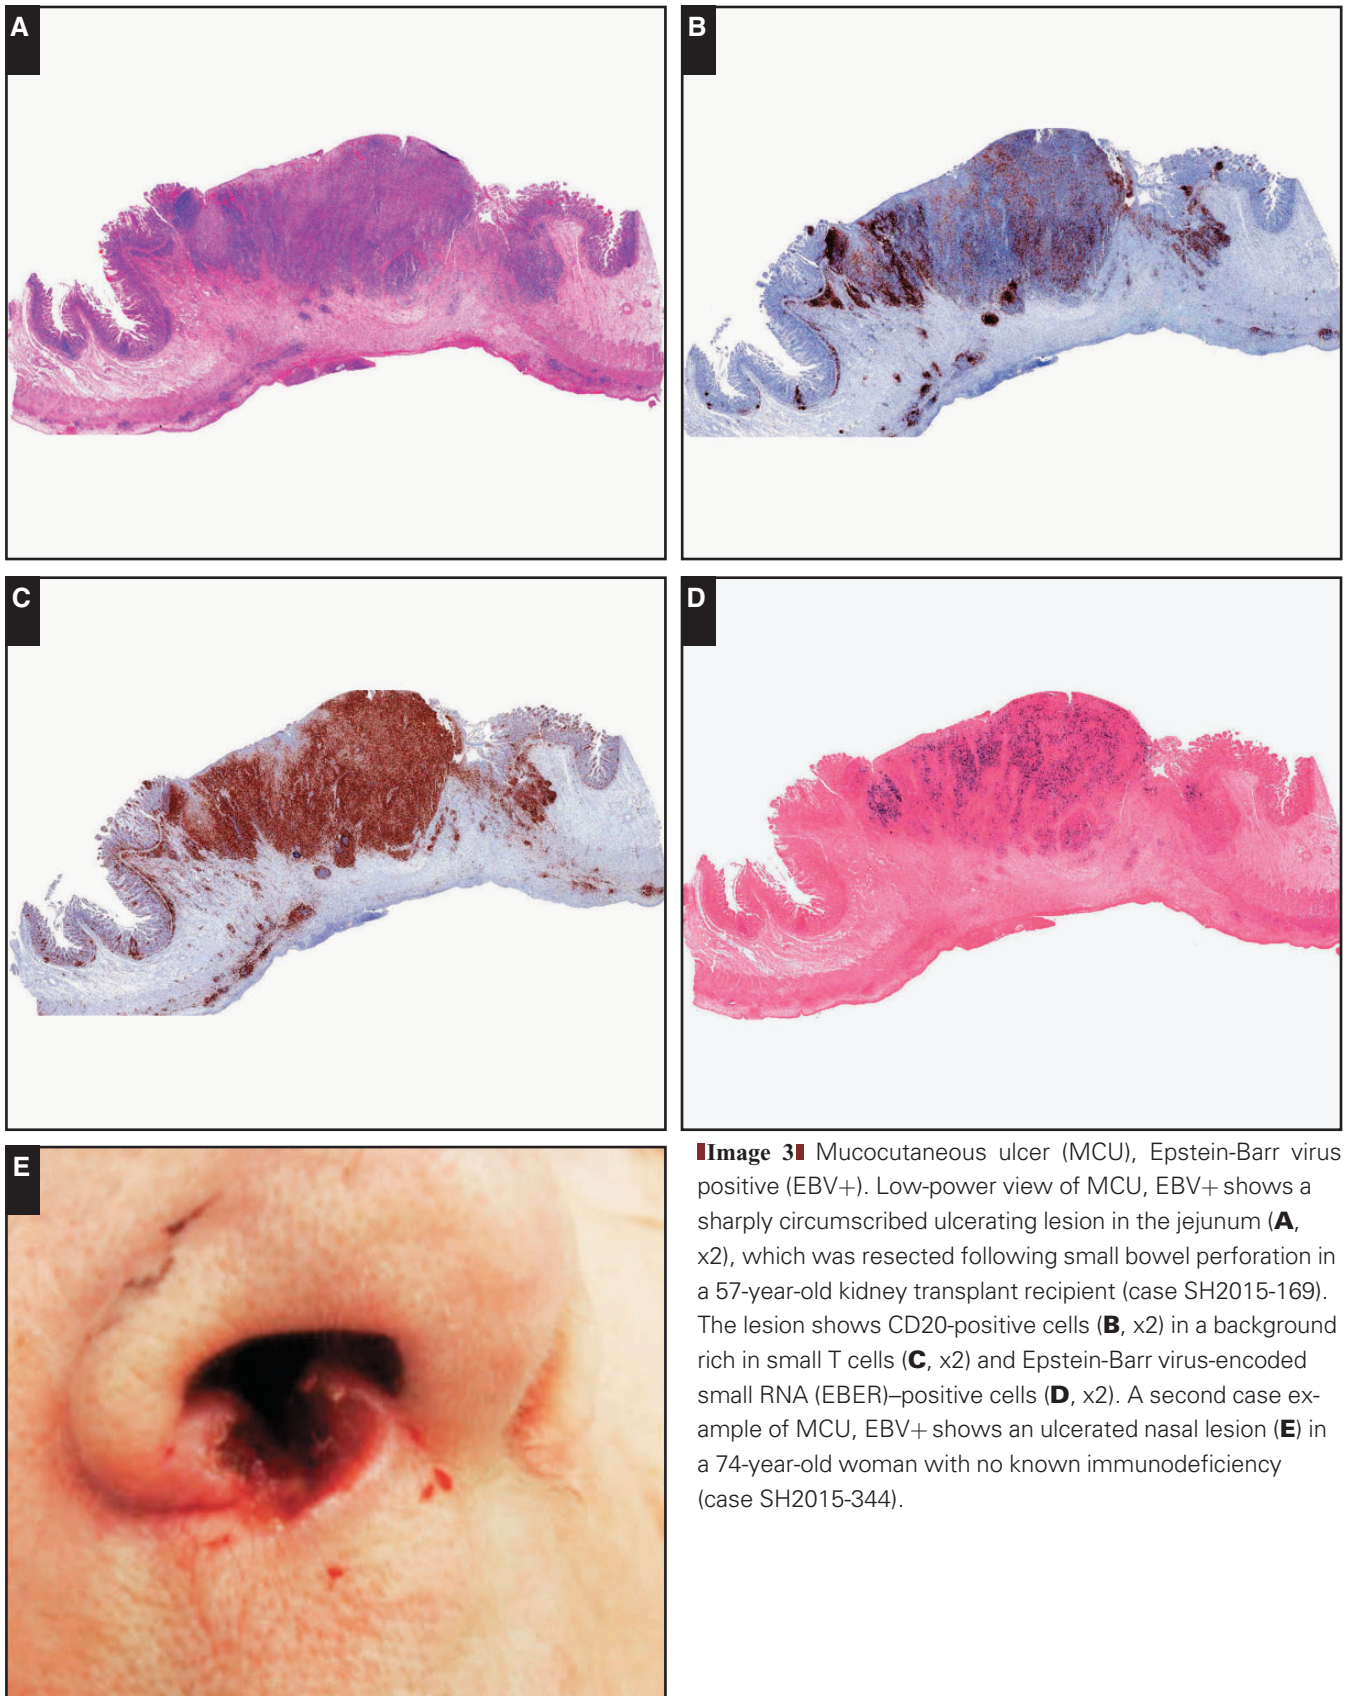 A
B
C
D
E
Image 3 Mucocutaneous ulcer (MCU), Epstein-Barr virus
positive (EBV+). Low-power view of MCU, EBV+ shows a
sharply circumscribed ulcerating lesion in the jejunum (A,
x2), which was resected following small bowel perforation in
a 57-year-old kidney transplant recipient (case SH2015-169).
The lesion shows CD20-positive cells (B, x2) in a background
rich in small T cells (C, x2) and Epstein-Barr virus-encoded
small RNA (EBER)–positive cells (D, x2). A second case ex-
ample of MCU, EBV+ shows an ulcerated nasal lesion (E) in
a 74-year-old woman with no known immunodeficiency
(case SH2015-344).